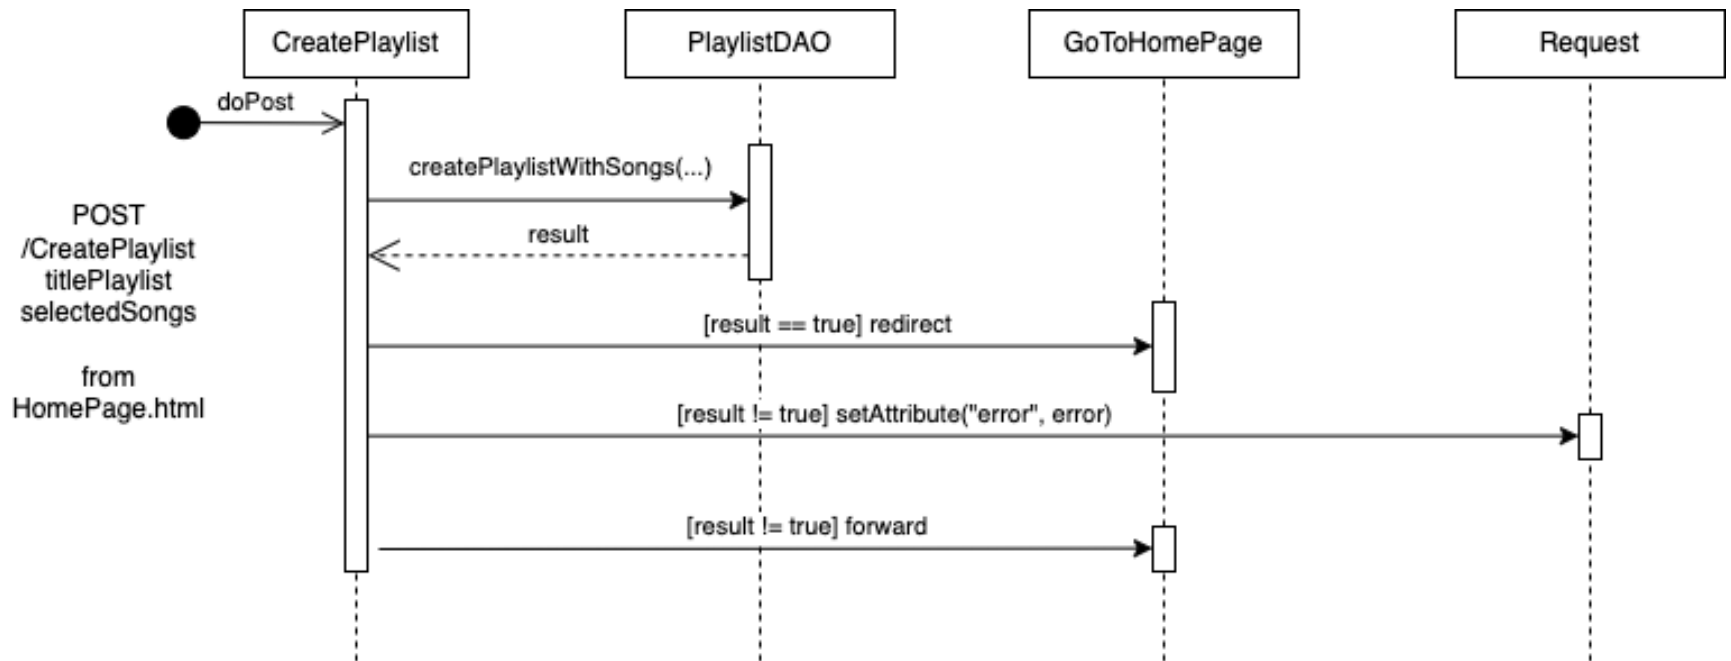 CreatePlaylist
PlaylistDAO
GoToHomePage
Request
doPost
createPlaylistWithSongs(...)
POST
/CreatePlaylist
titlePlaylist
selectedSongs
from
HomePage.html
result
[result == true] redirect
[result != true] setAttribute("error", error)
[result != true] forward